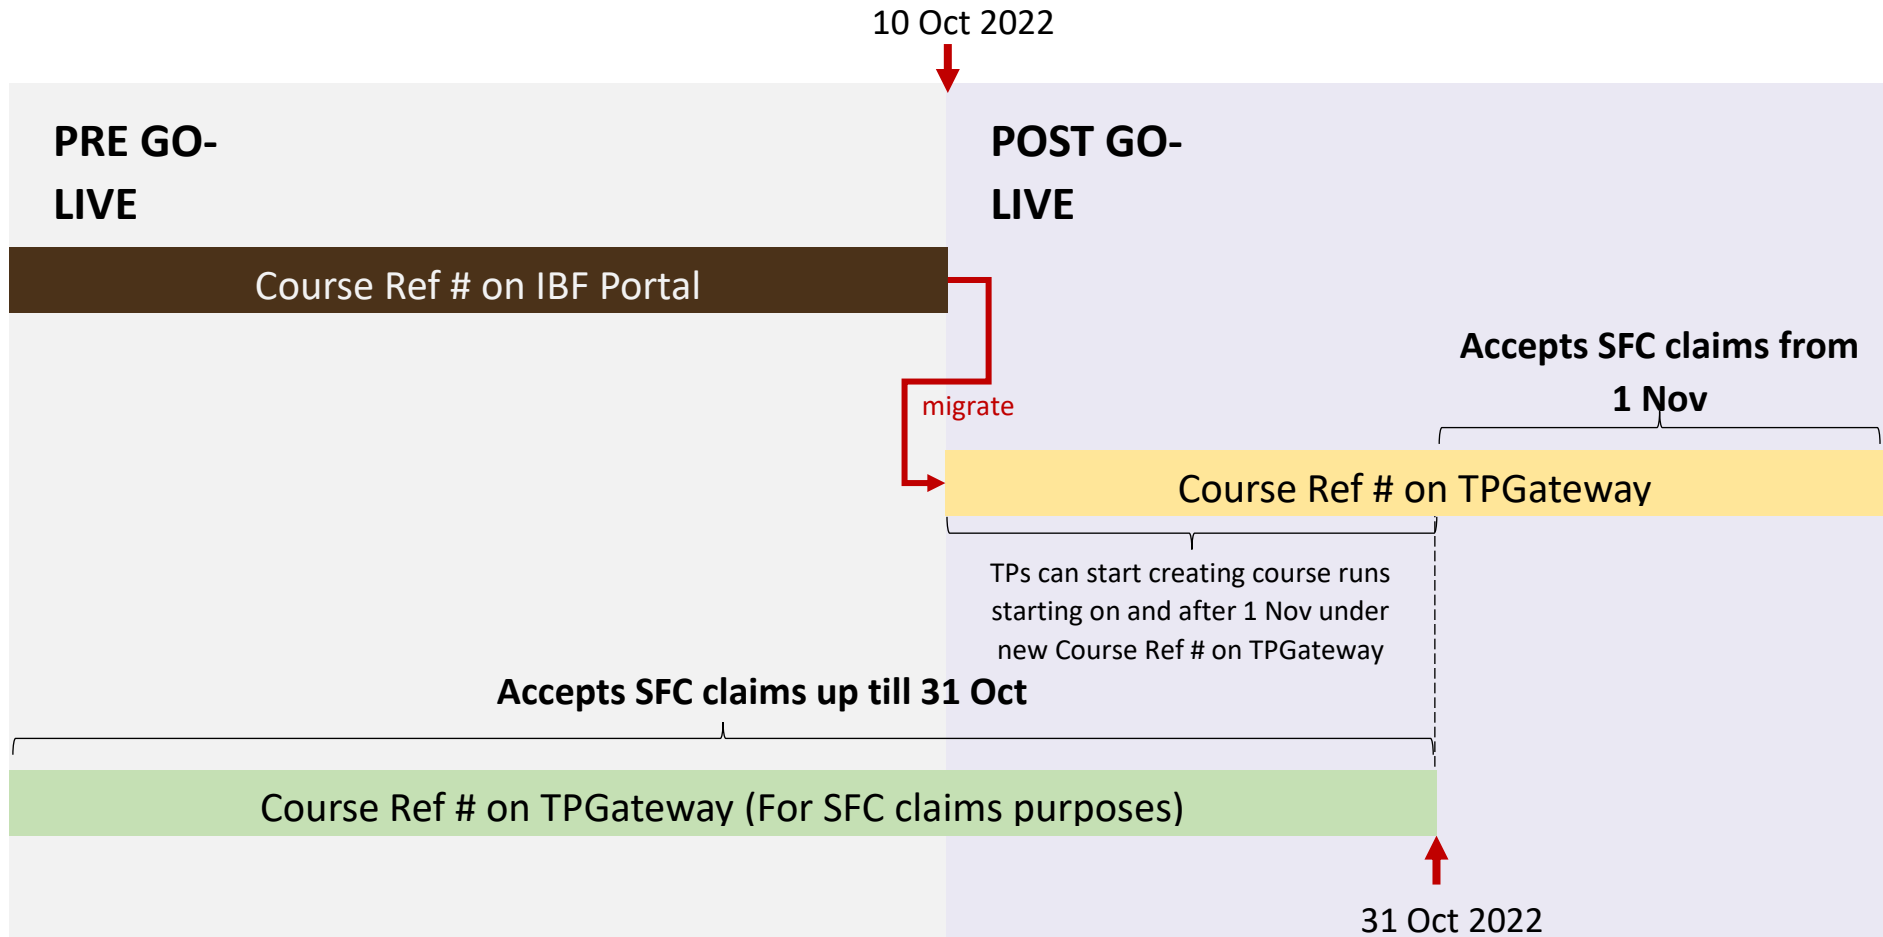 10 Oct 2022
PRE GO-
LIVE
POST GO-
LIVE
Course Ref # on IBF Portal
Accepts SFC claims from
1 Nov
migrate
Course Ref # on TPGateway
TPs can start creating course runs
starting on and after 1 Nov under
new Course Ref # on TPGateway
Accepts SFC claims up till 31 Oct
Course Ref # on TPGateway (For SFC claims purposes)
31 Oct 2022